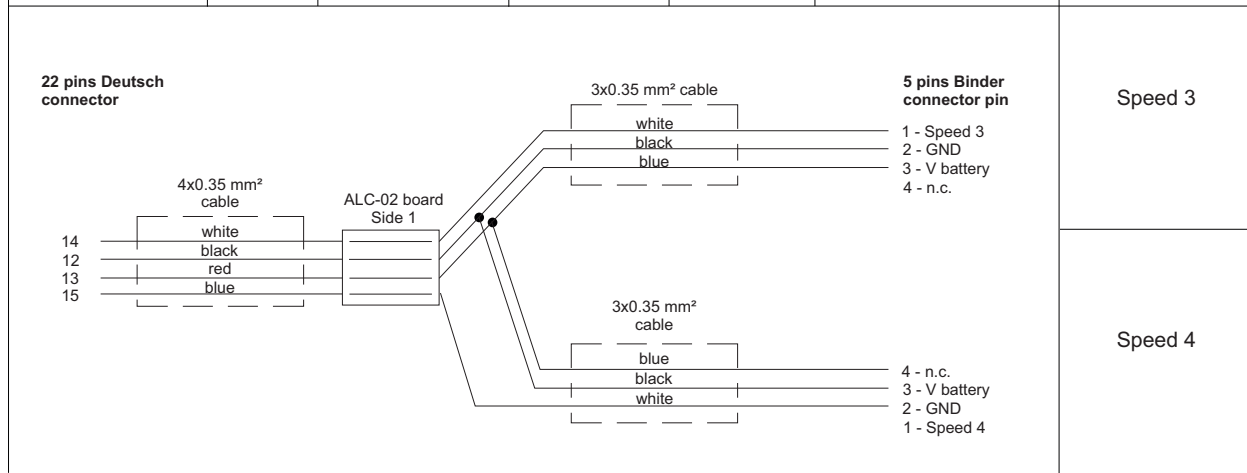 22 pins Deutsch
connector
14
12
13
15
4x0.35 mm²
cable
white
black
red
blue
ALC-02 board
Side 1
3x0.35 mm² cable
white
black
blue
5 pins Binder
connector pin
1 - Speed 3
2 - GND
3 - V battery
4 - n.c.
Speed 3
3x0.35 mm²
cable
blue
black
white
4 - n.c.
3 - V battery
2 - GND
1 - Speed 4
Speed 4